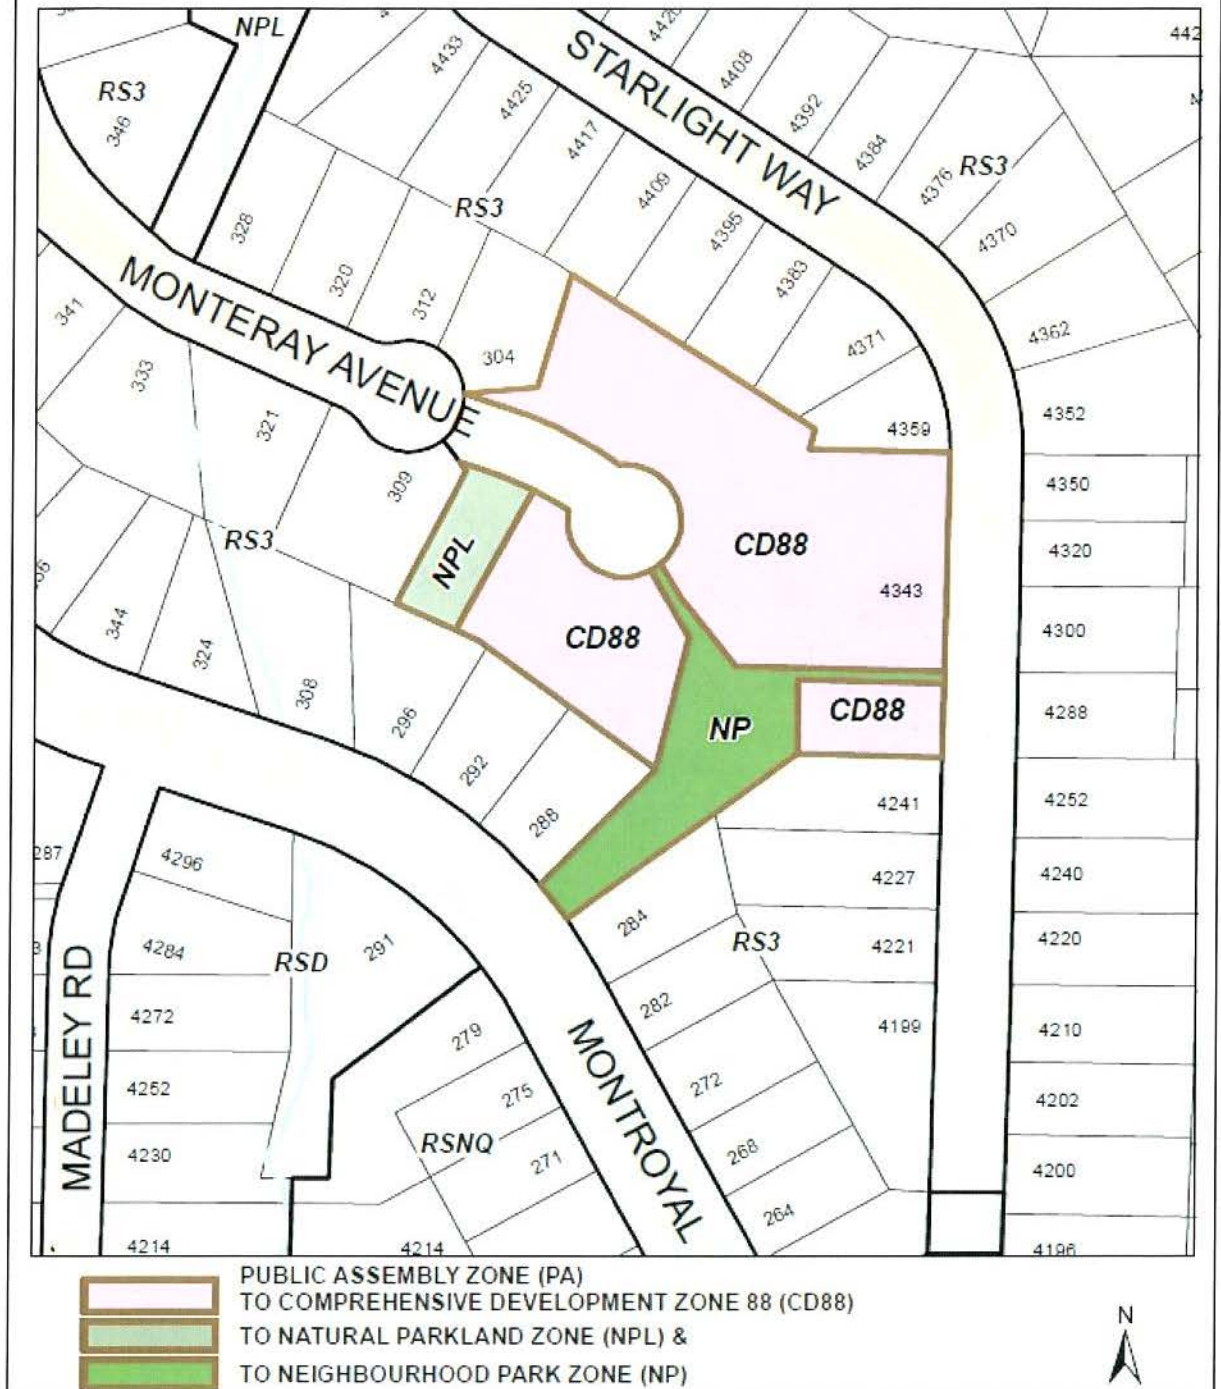 NPL
442
4433
4408
STARLIGHT WAY
RS3
346
4425
4392
4417
4384
4376
RS3
4409
RS3
328
4395
4370
320
4383
MONTERAY AVENUE
341
312
4371
4362
333
304
321
4359
4352
309
4350
RS3
NPL
CD88
4320
4343
344
CD88
4300
324
308
296
NP
CD88
4288
292
288
4241
4252
287
4296
4227
4240
284
RS3
4284
RSD
291
4221
4220
MADELEY RD
4272
279
282
4199
4210
MONTROYAL
4252
275
272
4202
RSNQ
4230
271
268
4200
264
4214
4214
4196
PUBLIC ASSEMBLY ZONE (PA)
TO COMPREHENSIVE DEVELOPMENT ZONE 88 (CD88)
TO NATURAL PARKLAND ZONE (NPL) &
TO NEIGHBOURHOOD PARK ZONE (NP)
N